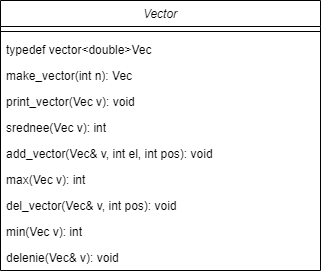 Vector
typedef vector<double>Vec
make_vector(int n): Vec
print_vector(Vec v): void
srednee(Vec v): int
add_vector(Vec& v, int el, int pos): void
max(Vec v): int
del_vector(Vec& v, int pos): void
min(Vec v): int
delenie(Vec& v): void